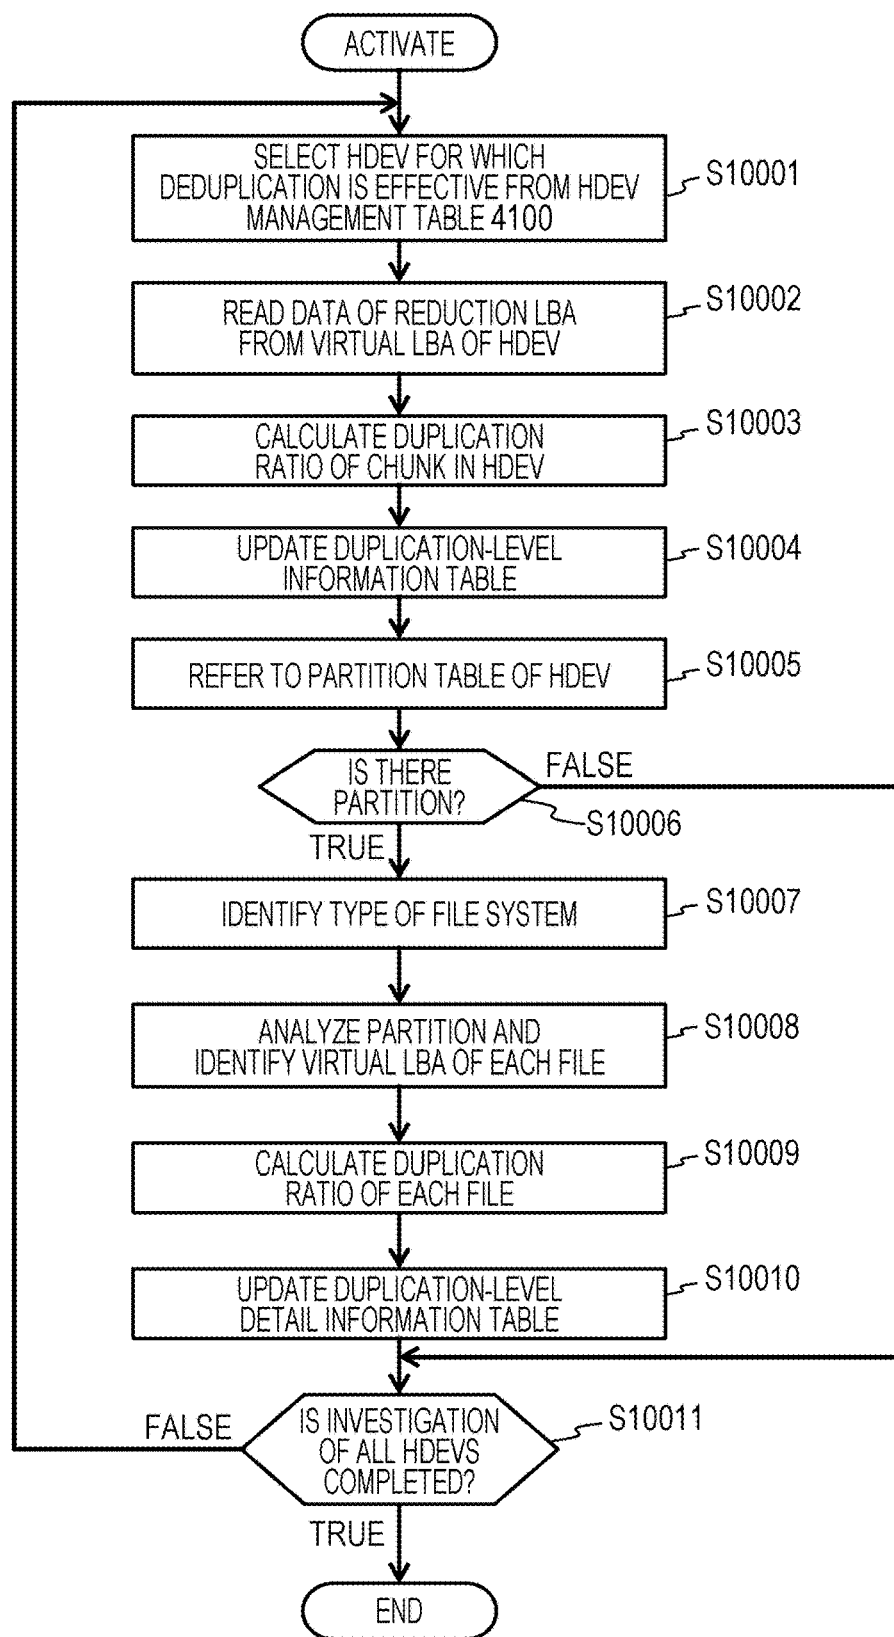 ACTIVATE
SELECT HDEV FOR WHICH
DEDUPLICATION IS EFFECTIVE FROM HDEV
MANAGEMENT TABLE 4100
S10001
READ DATA OF REDUCTION LBA
FROM VIRTUAL LBA OF HDEV
S10002
CALCULATE DUPLICATION
RATIO OF CHUNK IN HDEV
S10003
UPDATE DUPLICATION-LEVEL
INFORMATION TABLE
S10004
REFER TO PARTITION TABLE OF HDEV
S10005
IS THERE
PARTITION?
FALSE
S10006
TRUE
IDENTIFY TYPE OF FILE SYSTEM
S10007
ANALYZE PARTITION AND
IDENTIFY VIRTUAL LBA OF EACH FILE
S10008
CALCULATE DUPLICATION
RATIO OF EACH FILE
S10009
UPDATE DUPLICATION-LEVEL
DETAIL INFORMATION TABLE
S10010
FALSE
IS INVESTIGATION
OF ALL HDEVS
COMPLETED?
S10011
TRUE
END